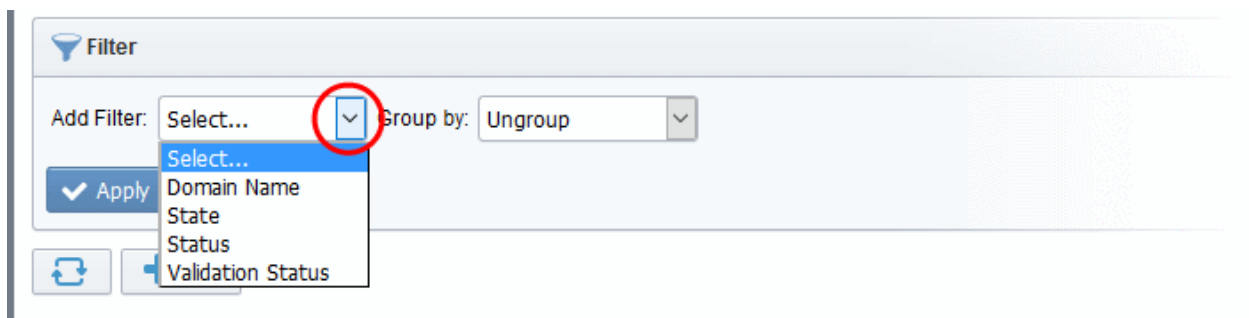 Filter
Add Filter: Select... Group by: Ungroup
Select...
Apply Domain Name
State
Status
Validation Status